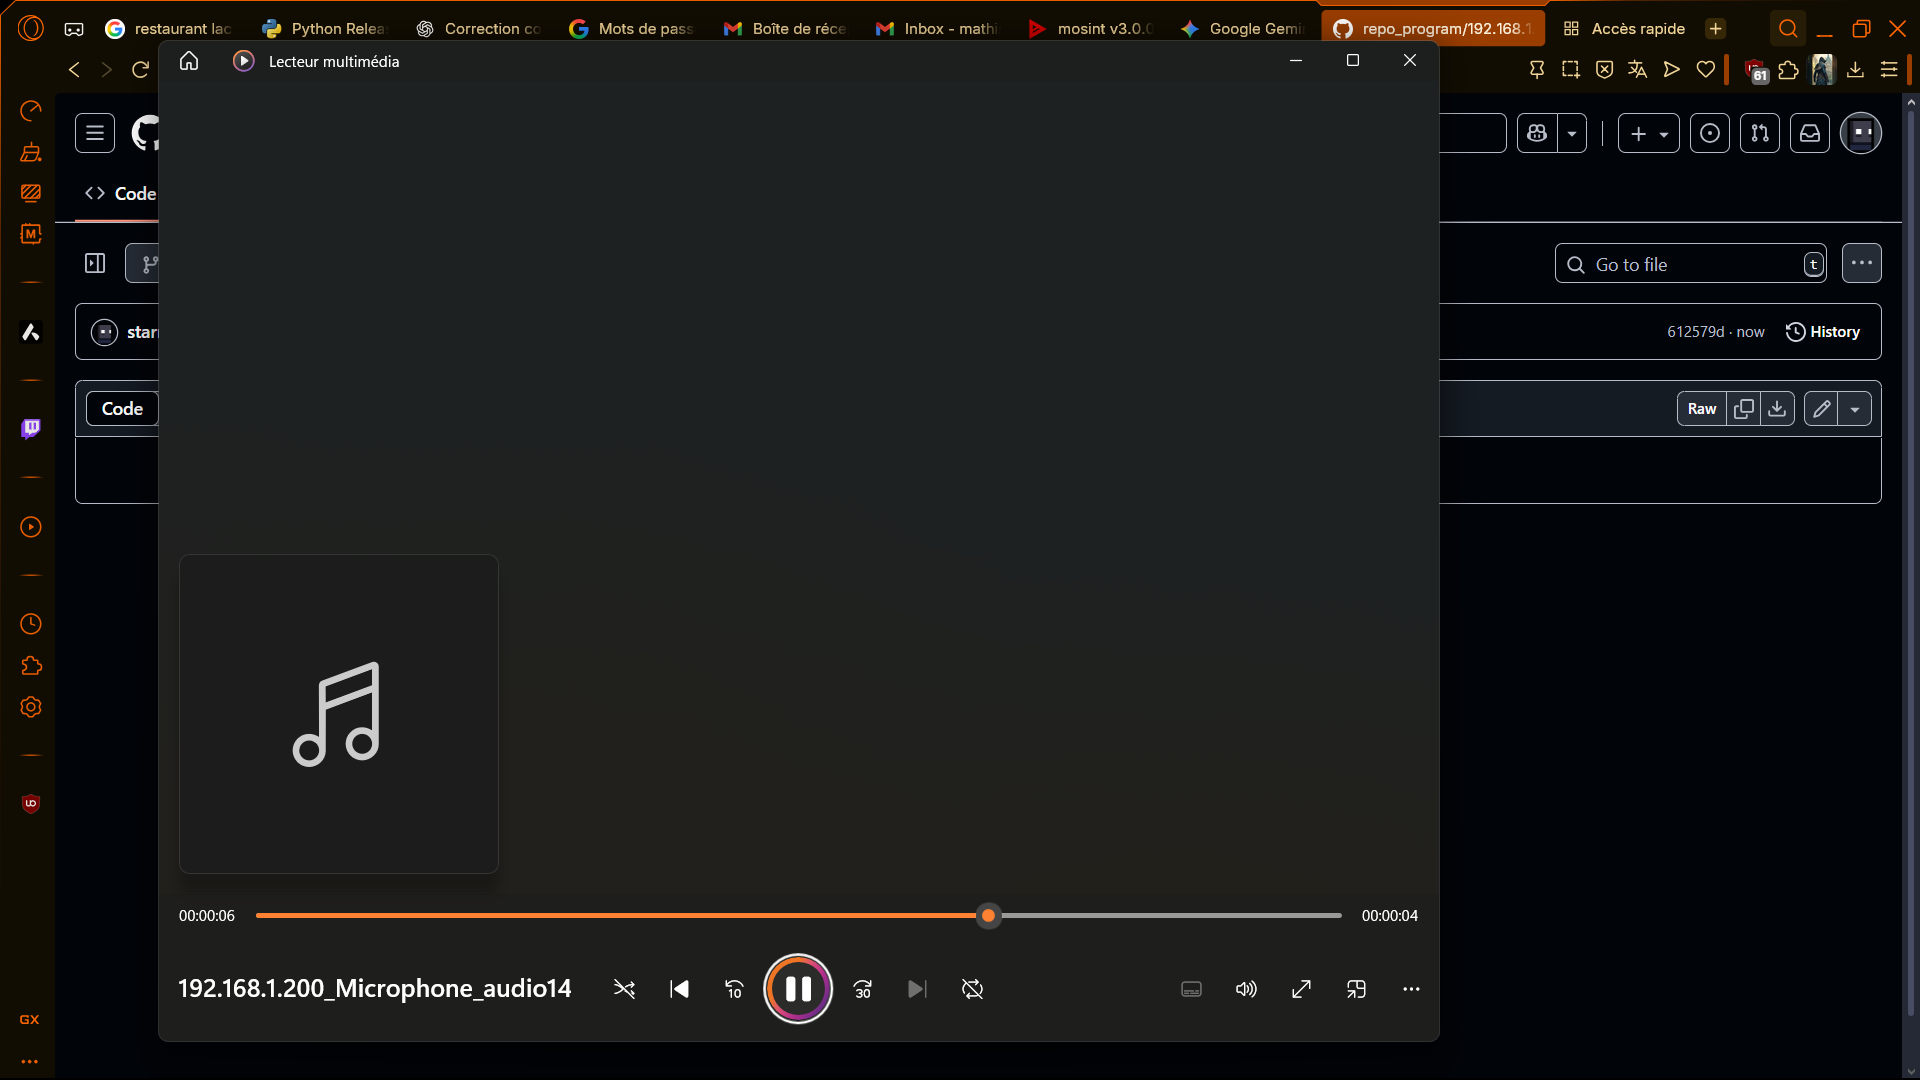 restaurant lac
Python Relea
Correction co
Mots de pass
Boîte de réce
Inbox - mathi
mosint v3.0.0
Google Gemi
repo_program/192.168.1.
Accès rapide
61
Lecteur multimédia
Code
Go to file
t
star
612579d · now
History
Code
Raw
00:00:06
00:00:04
192.168.1.200_Microphone_audio14
10
30
GX